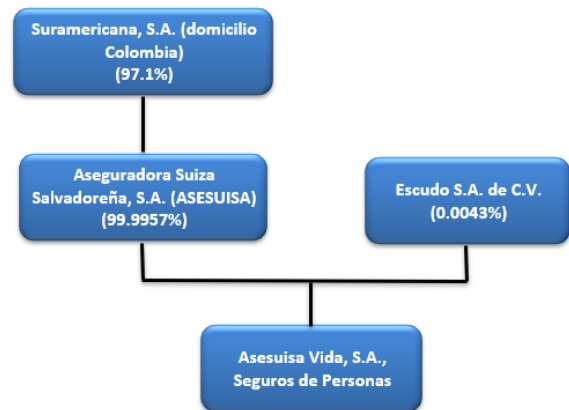 Suramericana, S.A. (domicilio
Colombia)
(97.1%)
Aseguradora Suiza
Salvadoreña, S.A. (ASESUISA)
(99.9957%)
Escudo S.A. de C.V.
(0.0043%)
Asesuisa Vida, S.A.,
Seguros de Personas